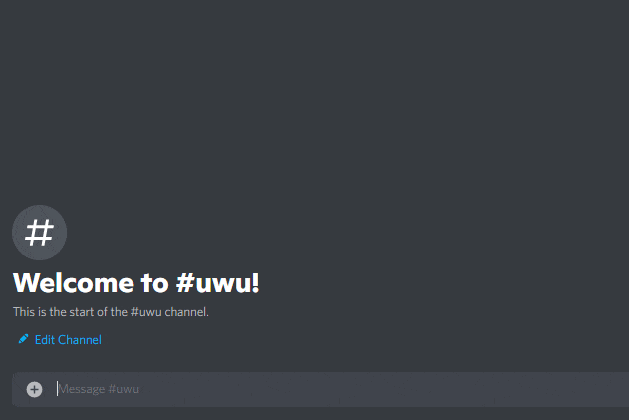 #
Welcome to #uwu!
This is the start of the #uwu channel.
Edit Channel
Message #uwu